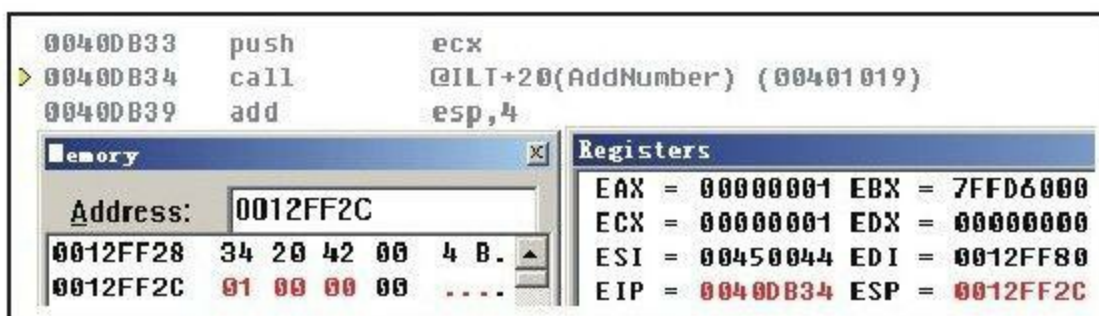 0040DB33 push ecx
0040DB34 call @ILT+20(AddNumber) (00401019)
0040DB39 add esp,4
Memory
Address: 0012FF2C
0012FF28 34 20 42 00 4 B.
0012FF2C 01 00 00 00 ....
Registers
EAX = 00000001 EBX = 7FFD6000
ECX = 00000001 EDX = 00000000
ESI = 00450044 EDI = 0012FF80
EIP = 0040DB34 ESP = 0012FF2C